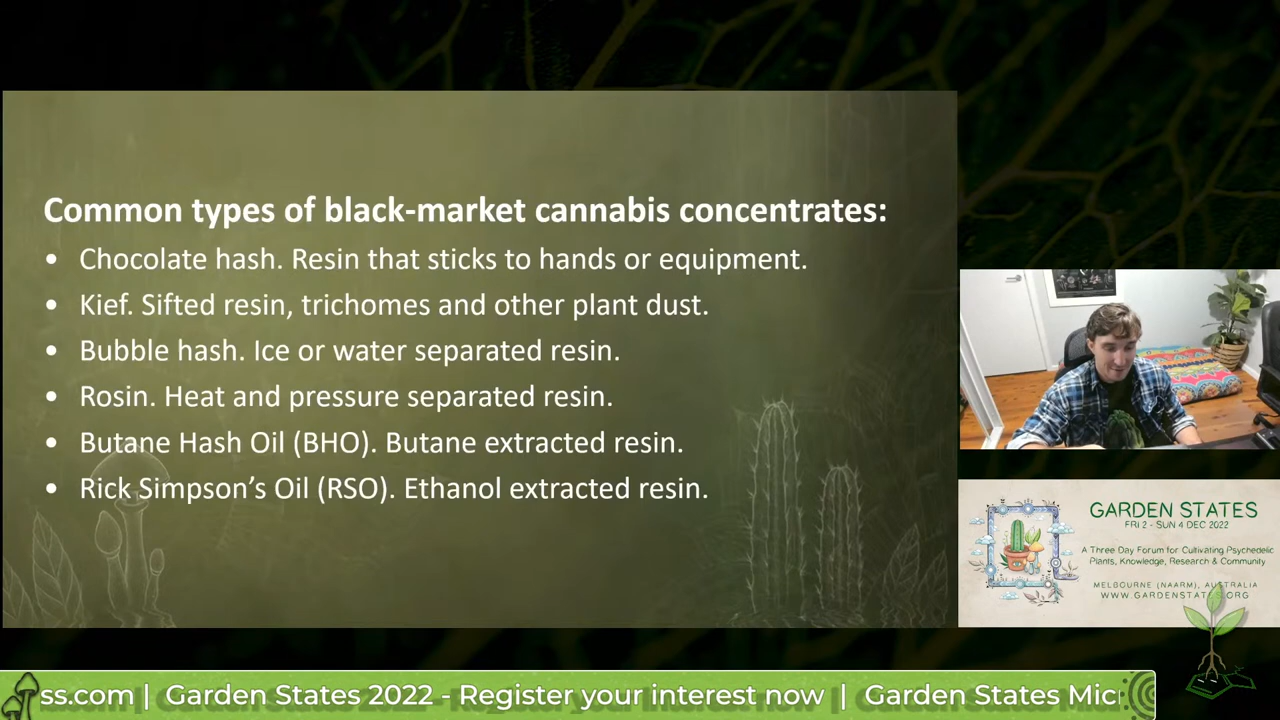 Common types of black-market cannabis concentrates:
• Chocolate hash. Resin that sticks to hands or equipment.
• Kief. Sifted resin, trichomes and other plant dust.
• Bubble hash. Ice or water separated resin.
• Rosin. Heat and pressure separated resin.
• Butane Hash Oil (BHO). Butane extracted resin.
• Rick Simpson’s Oil (RSO). Ethanol extracted resin.
GARDEN STATES
FRI 2 - SUN 4 DEC 2022
A Three Day Forum for Cultivating Psychedelic
Plants, Knowledge, Research & Community
MELBOURNE (NAARM), AUSTRALIA
WWW.GARDENSTATES.ORG
ss.com | Garden States 2022 - Register your interest now | Garden States Micr